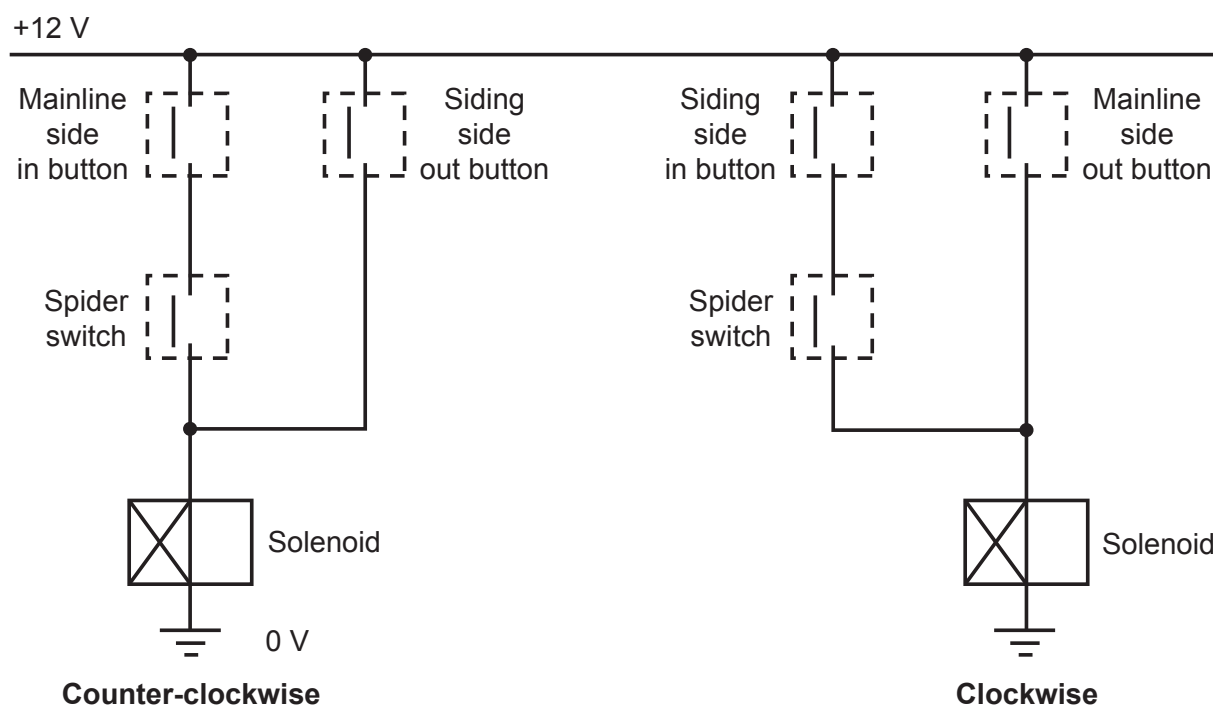 +12 V
Mainline
side
in button
Siding
side
out button
Siding
side
in button
Mainline
side
out button
Spider
switch
Spider
switch
Solenoid
Solenoid
0 V
Counter-clockwise
Clockwise